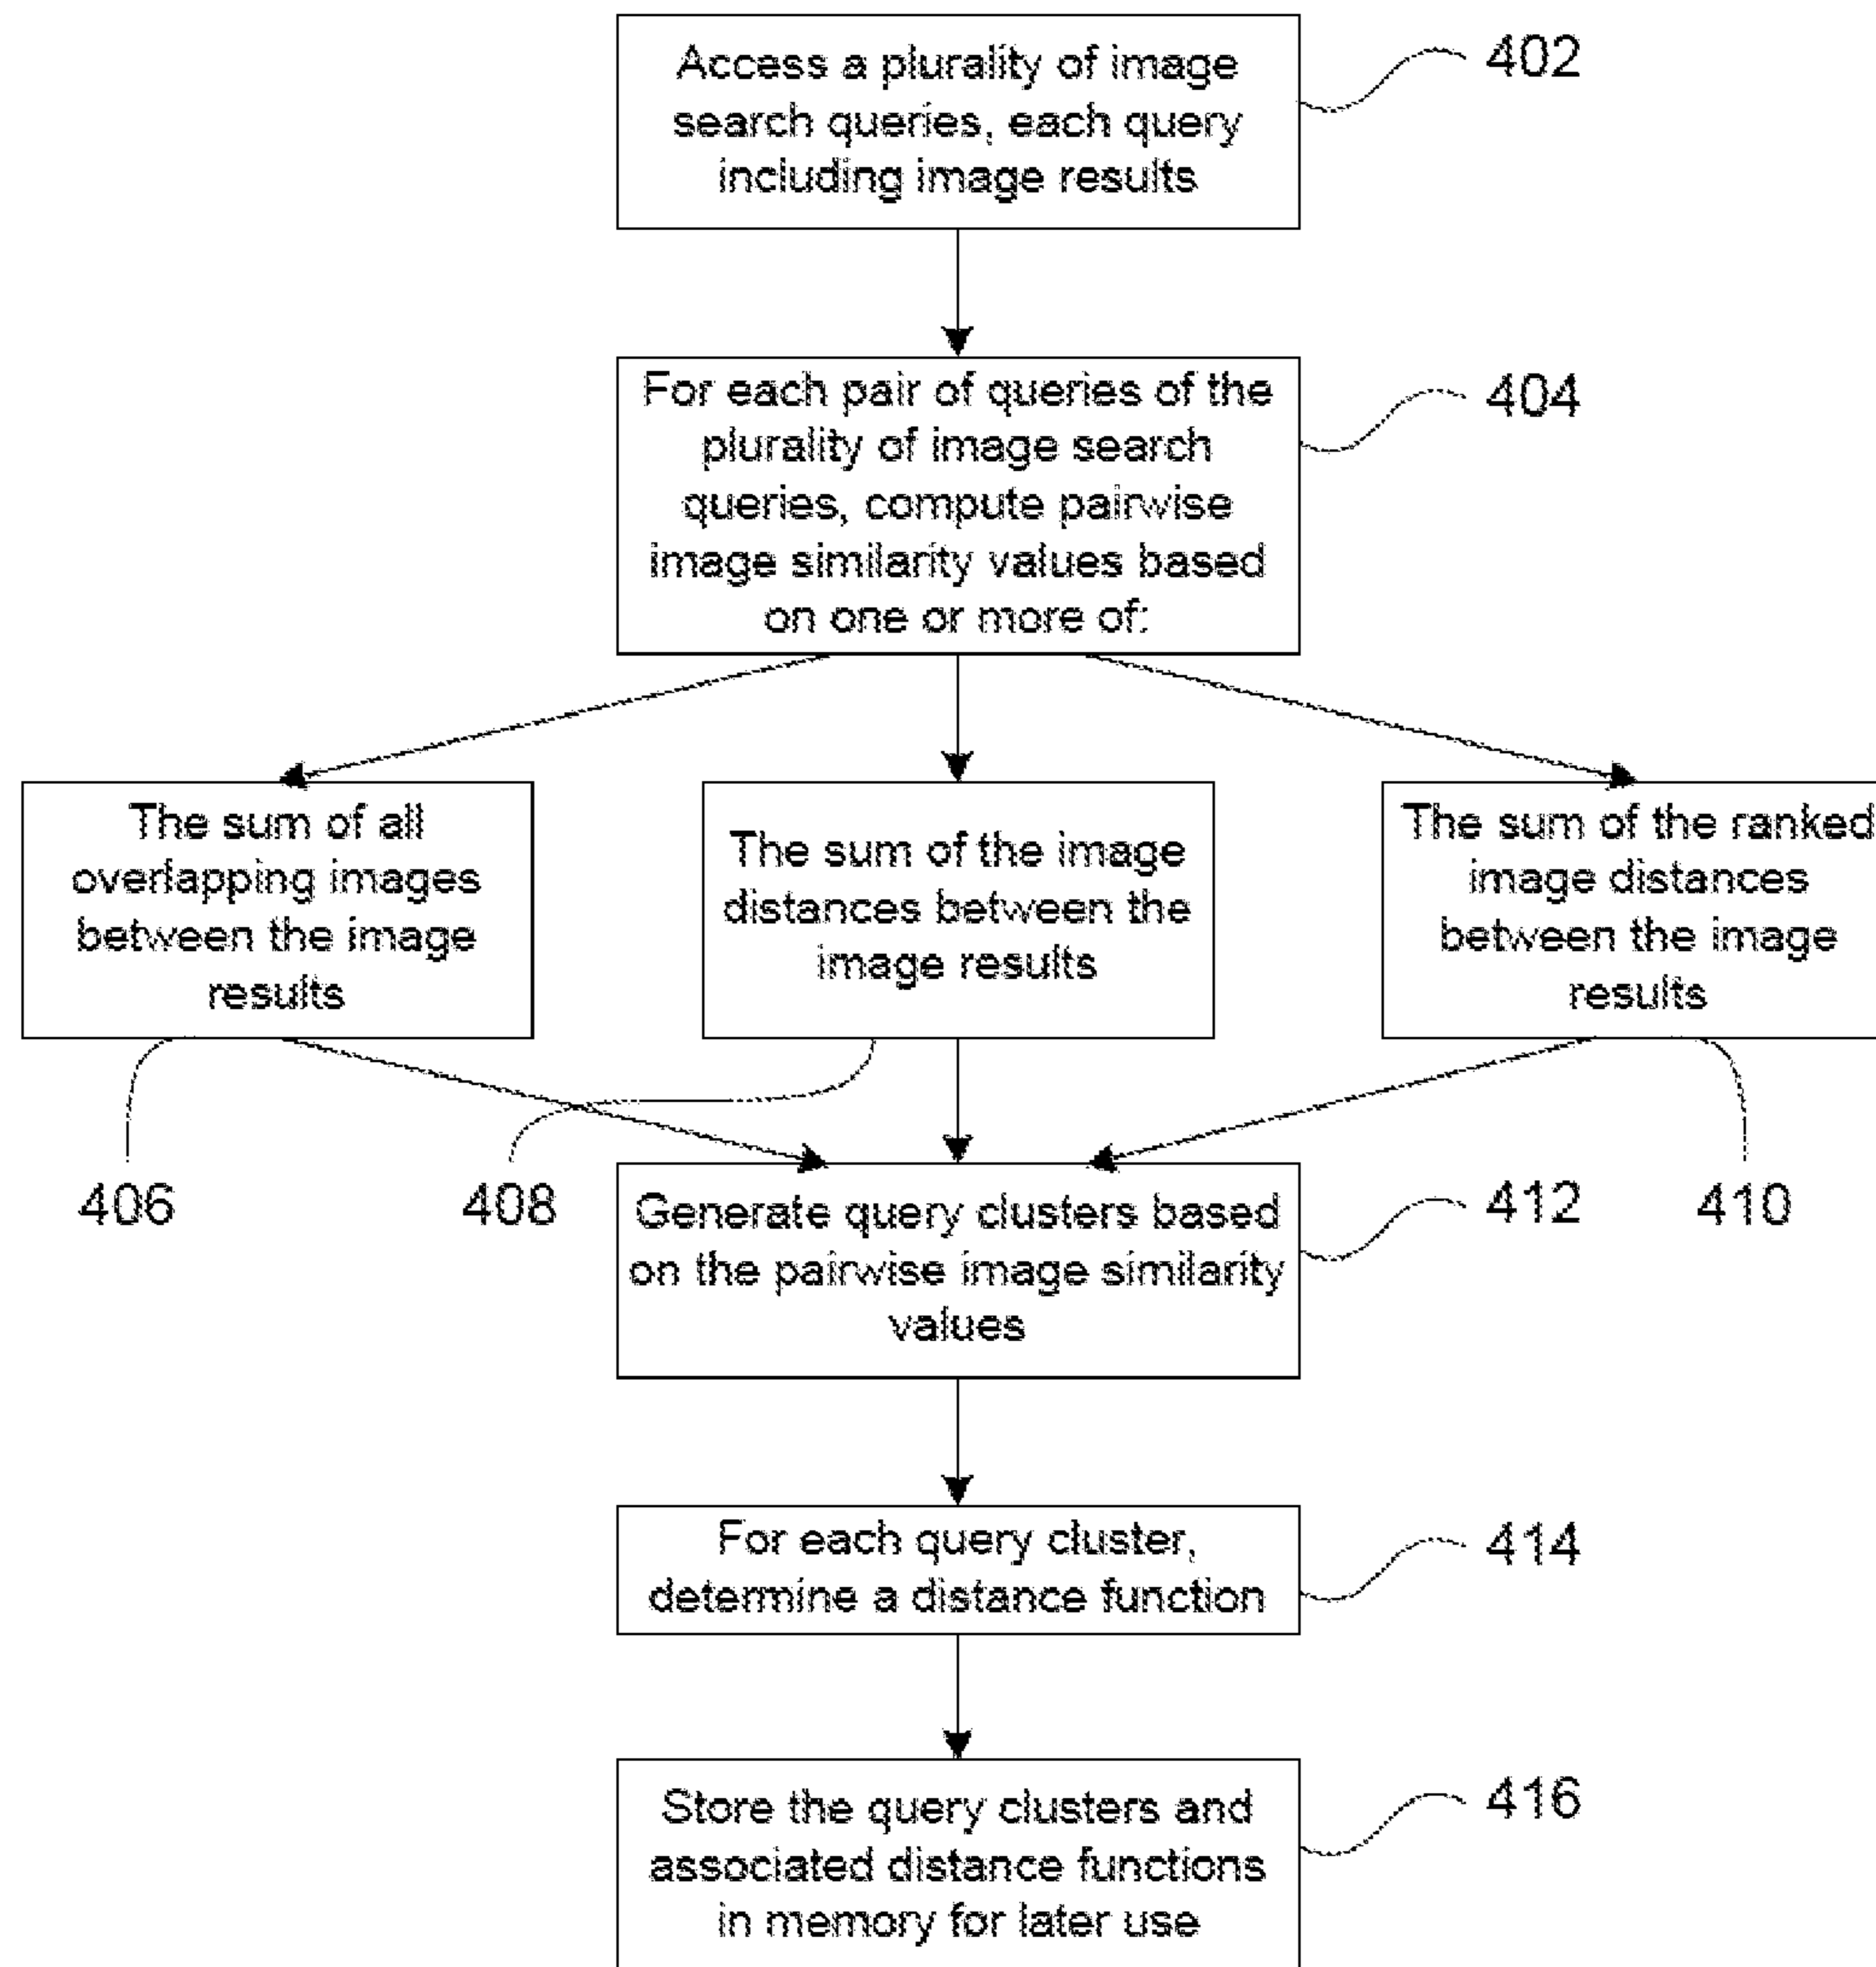 Access a plurality of image
search queries, each query
including image results
402
For each pair of queries of the
plurality of image search
queries, compute pairwise
image similarity values based
on one or more of:
404
The sum of all
overlapping images
between the image
results
The sum of the image
distances between the
image results
The sum of the ranked
image distances
between the image
results
406
408
410
Generate query clusters based
on the pairwise image similarity
values
412
For each query cluster,
determine a distance function
414
Store the query clusters and
associated distance functions
in memory for later use
416